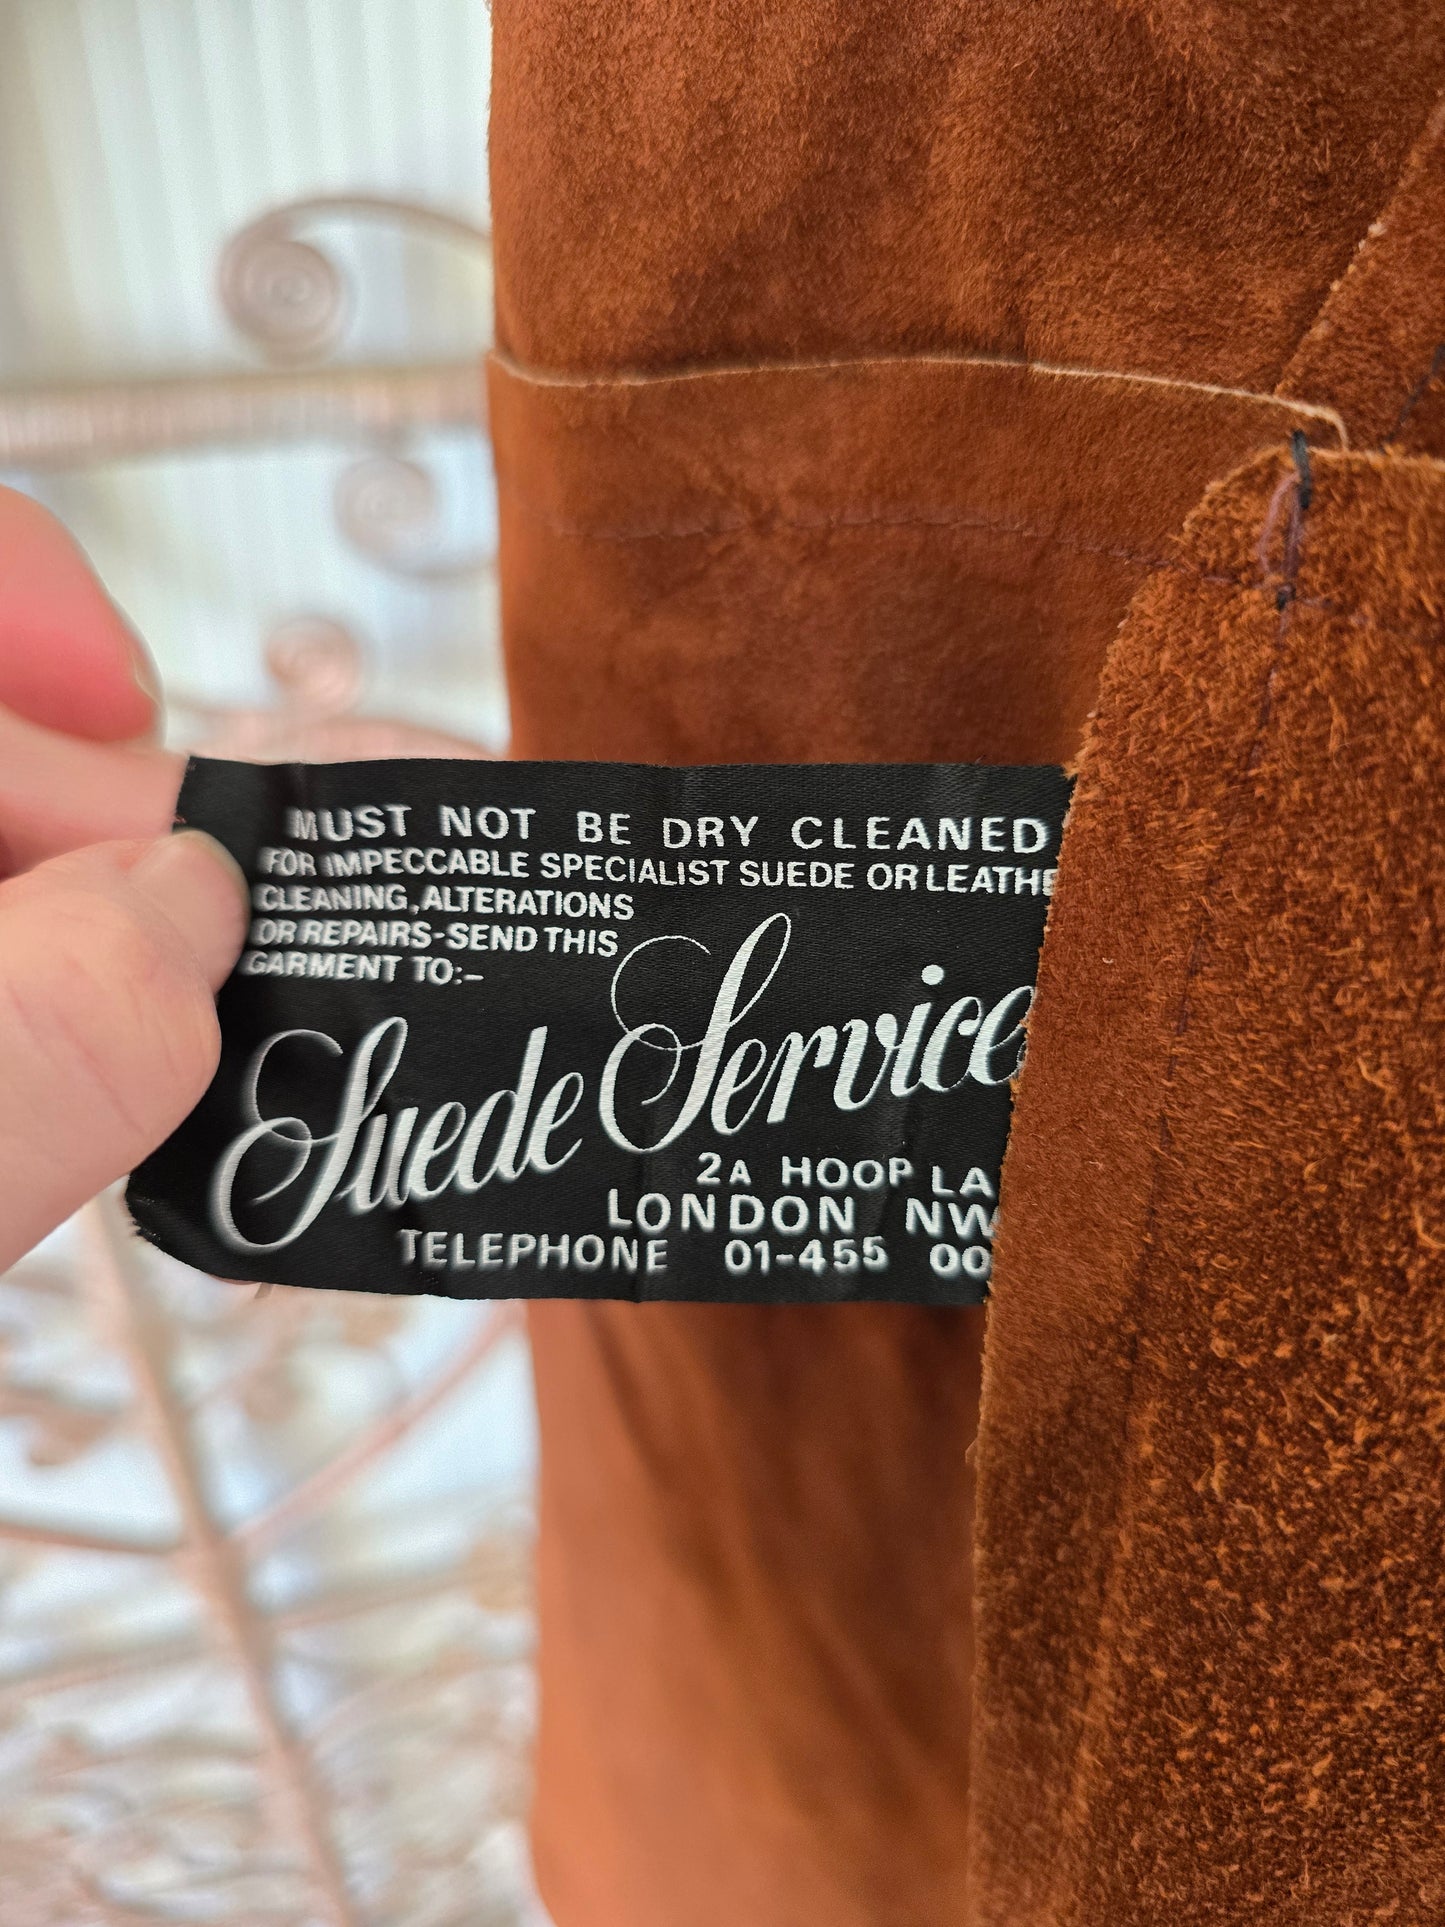 MUST NOT BE DRY CLEANED
FOR IMPECCABLE SPECIALIST SUEDE OR LEATHE
CLEANING, ALTERATIONS
OR REPAIRS-SEND THIS
GARMENT TO:-
Suede Service
2A HOOP LA
LONDON NW
TELEPHONE 01-455 00